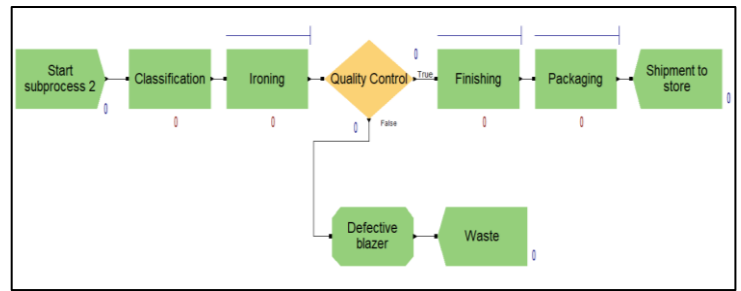 Start
subprocess 2
Classification
Ironing
Quality Control
0
True
Finishing
Packaging
Shipment to
store
0
0
0
0
False
0
0
0
Defective
blazer
Waste
0